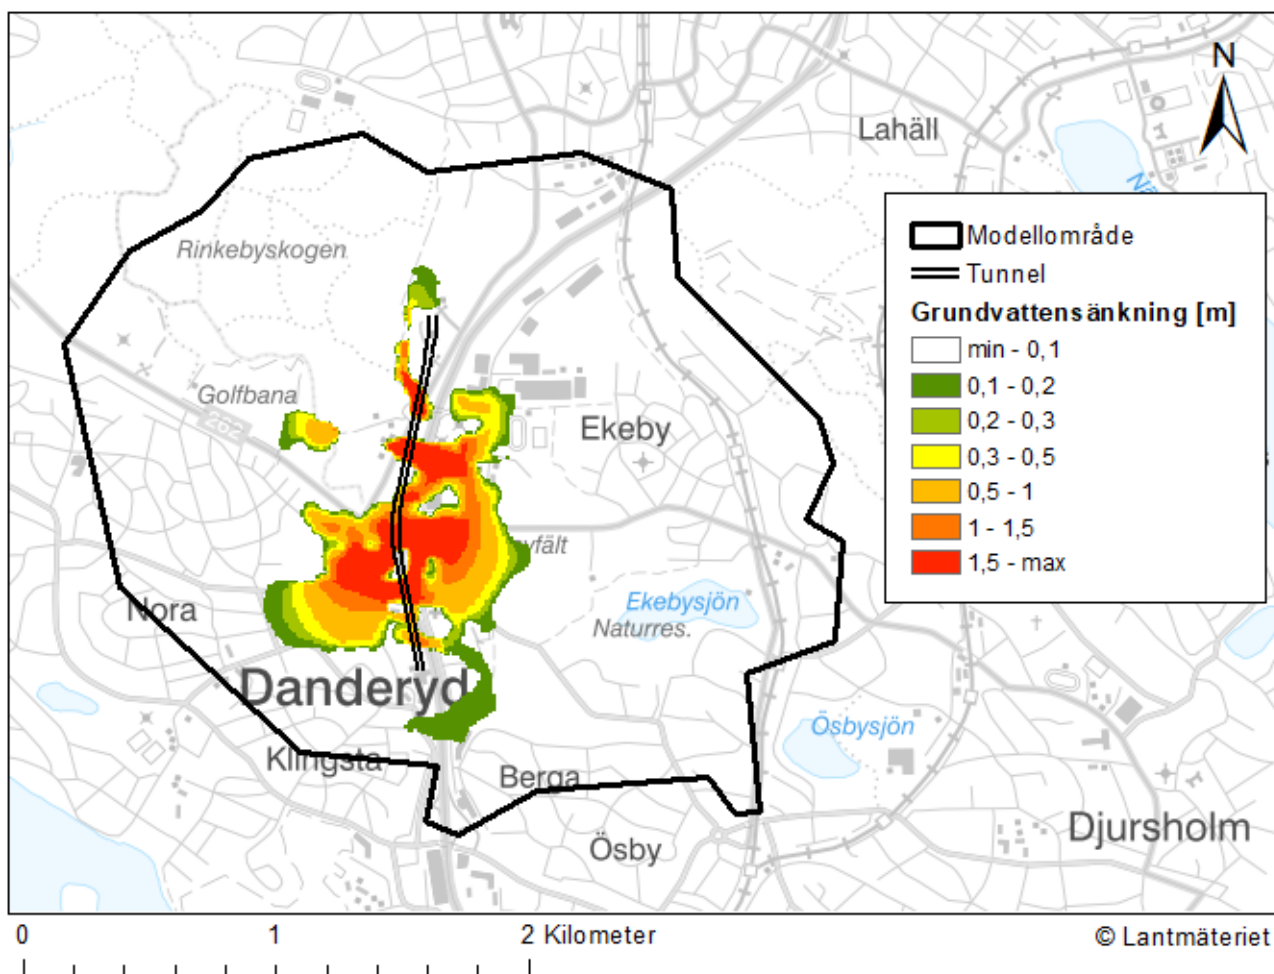 N
Lahäll
Nä
Rinkebyskogen
Modellområde
Tunnel
Grundvattensänkning [m]
min - 0,1
0,1 - 0,2
0,2 - 0,3
0,3 - 0,5
0,5 - 1
1 - 1,5
1,5 - max
Golfbana
Ekeby
yfält
Nora
Ekebysjön
Naturres.
Danderyd
Ösbysjön
Klingsta
Berga
Ösby
Djursholm
0 1 2 Kilometer
© Lantmäteriet